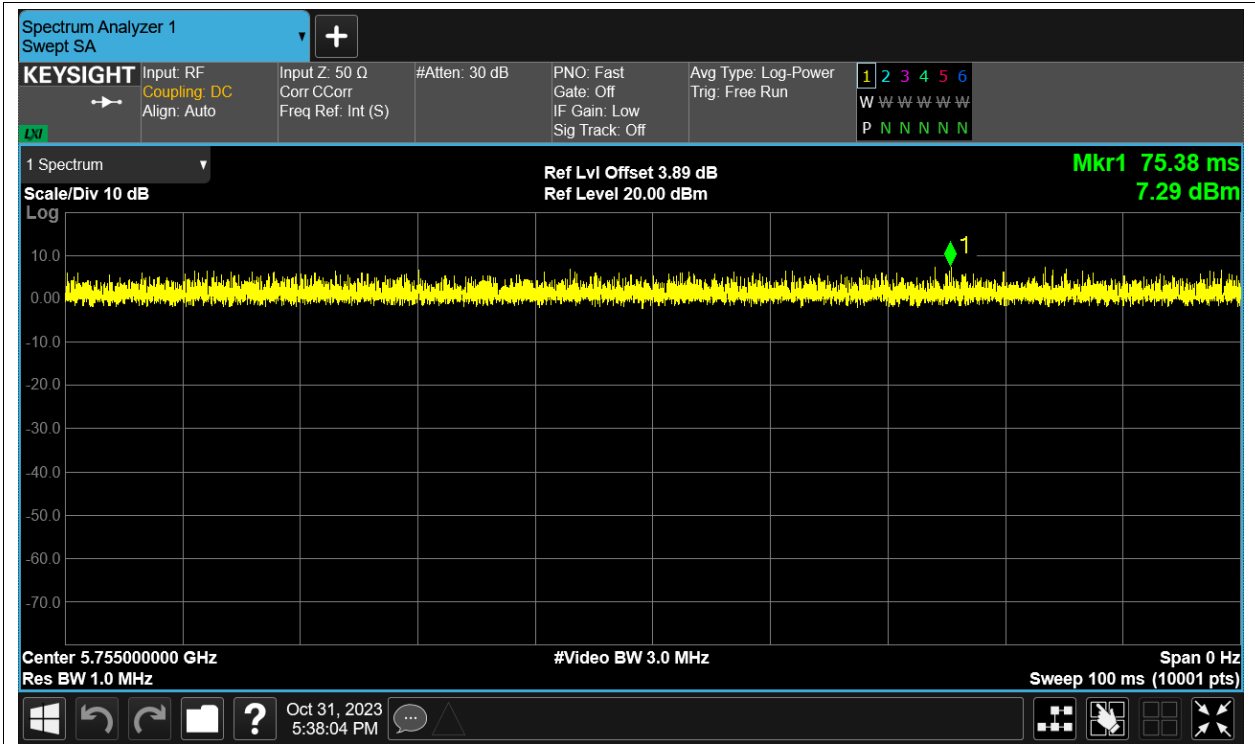 Spectrum Analyzer 1
Swept SA
+
KEYSIGHT
LXI
Input: RF
Coupling: DC
Align: Auto
Input Z: 50 Ω
Corr CCorr
Freq Ref: Int (S)
#Atten: 30 dB
PNO: Fast
Gate: Off
IF Gain: Low
Sig Track: Off
Avg Type: Log-Power
Trig: Free Run
1 2 3 4 5 6
W W W W W W
P N N N N N
1 Spectrum
Scale/Div 10 dB
Log
Ref Lvl Offset 3.89 dB
Ref Level 20.00 dBm
Mkr1 75.38 ms
7.29 dBm
1
10.0
0.00
-10.0
-20.0
-30.0
-40.0
-50.0
-60.0
-70.0
Center 5.755000000 GHz
Res BW 1.0 MHz
#Video BW 3.0 MHz
Span 0 Hz
Sweep 100 ms (10001 pts)
?
Oct 31, 2023
5:38:04 PM